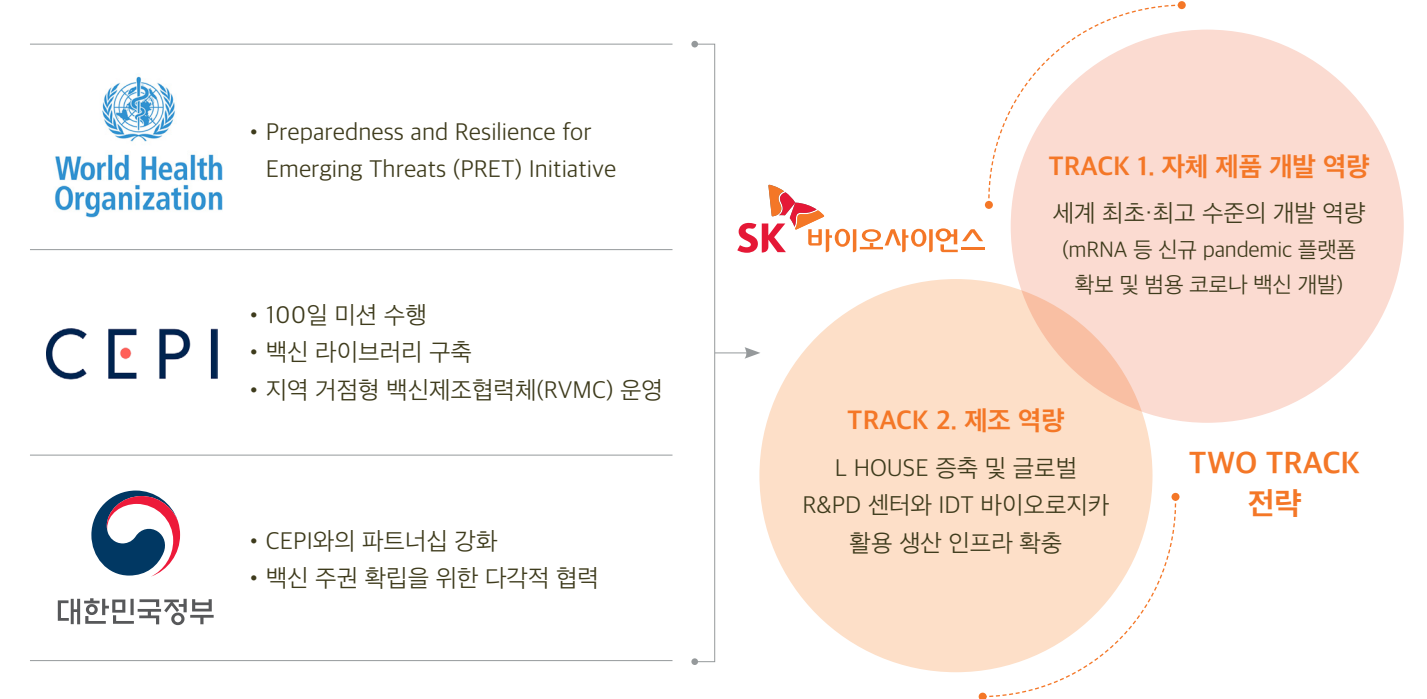 World Health
Organization
• Preparedness and Resilience for
Emerging Threats (PRET) Initiative
CEPI
• 100일 미션 수행
• 백신 라이브러리 구축
• 지역 거점형 백신제조협력체(RVMC) 운영
대한민국정부
• CEPI와의 파트너십 강화
• 백신 주권 확립을 위한 다각적 협력
SK 바이오사이언스
TRACK 1. 자체 제품 개발 역량
세계 최초·최고 수준의 개발 역량
(mRNA 등 신규 pandemic 플랫폼
확보 및 범용 코로나 백신 개발)
TRACK 2. 제조 역량
L HOUSE 증축 및 글로벌
R&PD 센터와 IDT 바이오로지카
활용 생산 인프라 확충
TWO TRACK
전략